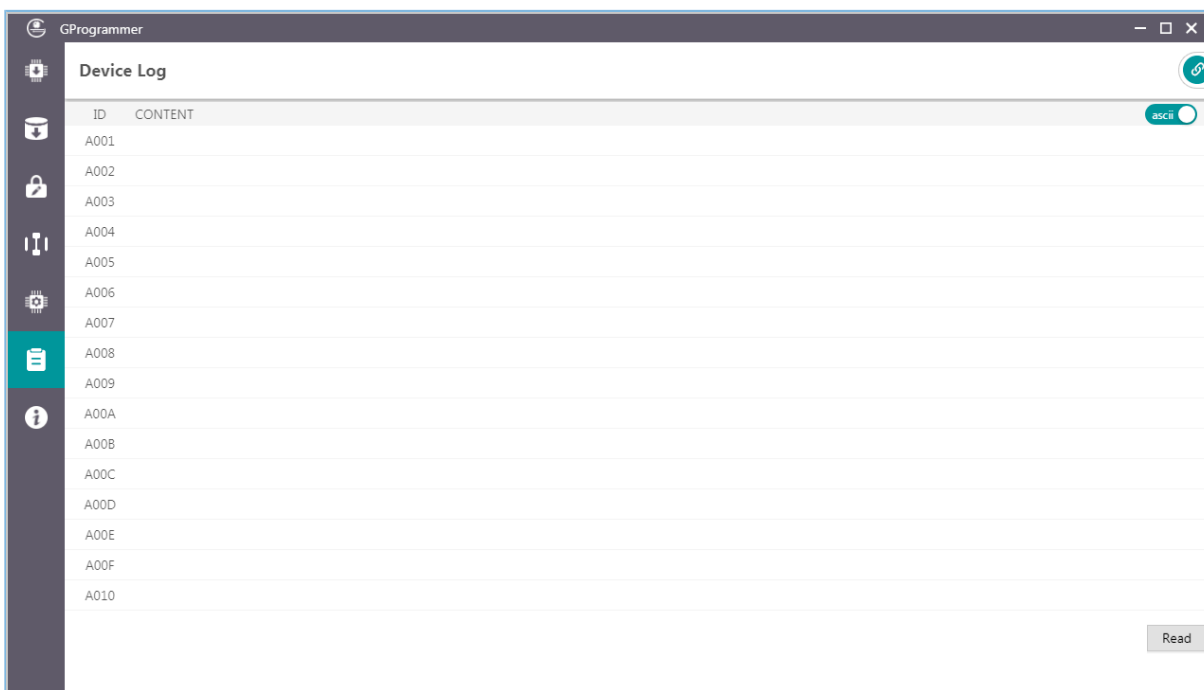 GProgrammer
Device Log
ID CONTENT ascii
A001
A002
A003
A004
A005
A006
A007
A008
A009
A00A
A00B
A00C
A00D
A00E
A00F
A010
Read